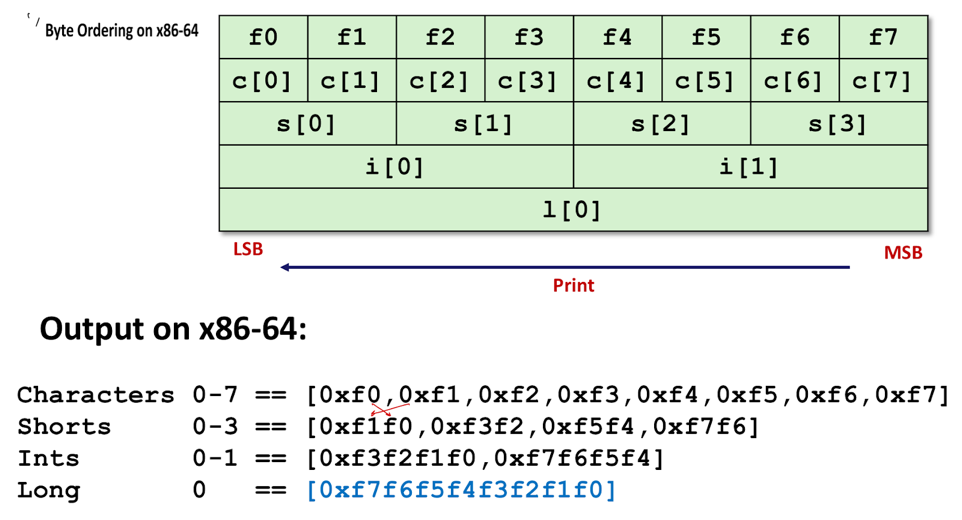 Byte Ordering on x86-64
f0 f1 f2 f3 f4 f5 f6 f7
c[0] c[1] c[2] c[3] c[4] c[5] c[6] c[7]
s[0] s[1] s[2] s[3]
i[0] i[1]
l[0]
LSB MSB
Print
Output on x86-64:
Characters 0-7 == [0xf0,0xf1,0xf2,0xf3,0xf4,0xf5,0xf6,0xf7]
Shorts 0-3 == [0xf1f0,0xf3f2,0xf5f4,0xf7f6]
Ints 0-1 == [0xf3f2f1f0,0xf7f6f5f4]
Long 0 == [0xf7f6f5f4f3f2f1f0]